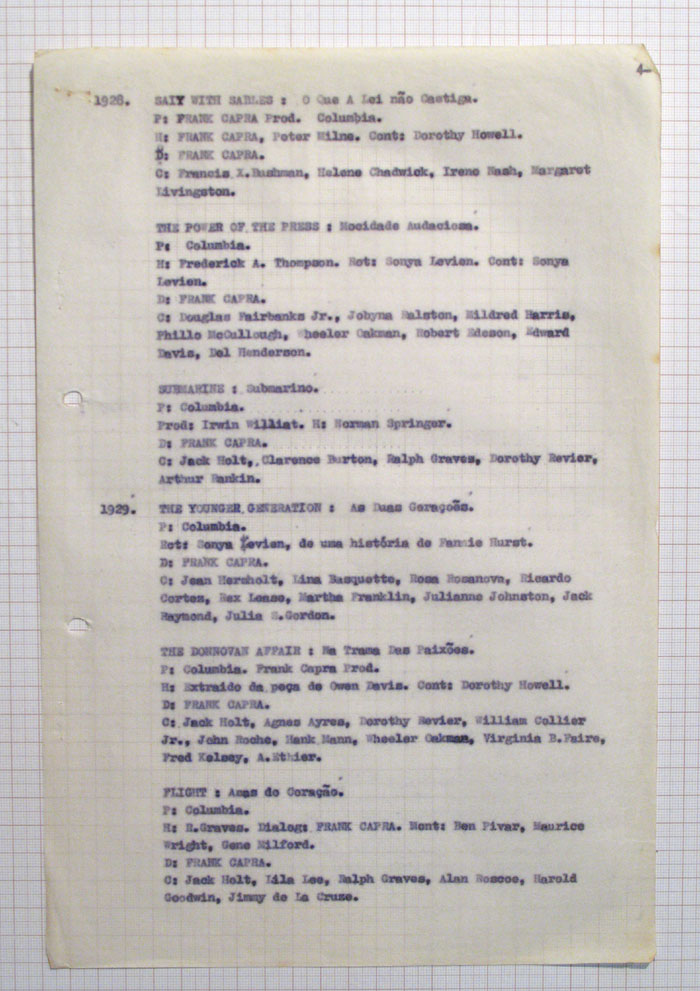 4-
1928. SAIY WITH SABLES : O Que A Lei não Castiga.
P: FRANK CAPRA Prod. Columbia.
H: FRANK CAPRA, Peter Milne. Cont: Dorothy Howell.
D: FRANK CAPRA.
C: Francis X.Bushman, Helene Chadwick, Irene Nash, Margaret
Livingston.
THE POWER OF THE PRESS : Mocidade Audaciosa.
P: Columbia.
H: Frederick A. Thompson. Rot: Sonya Levien. Cont: Sonya
Levien.
D: FRANK CAPRA.
C: Douglas Fairbanks Jr., Jobyna Ralston, Mildred Harris,
Phillo McCullough, Wheeler Oakman, Robert Edeson, Edward
Davis, Del Henderson.
SUBMARINE : Submarino.
P: Columbia.
Prod: Irwin Williat. H: Norman Springer.
D: FRANK CAPRA.
C: Jack Holt, Clarence Burton, Ralph Graves, Dorothy Revier,
Arthur Rankin.
1929. THE YOUNGER GENERATION : As Duas Gerações.
P: Columbia.
Rot: Sonya Levien, de uma história de Fannie Hurst.
D: FRANK CAPRA.
C: Jean Hersholt, Lina Basquette, Rosa Rosanova, Ricardo
Cortez, Rex Lease, Martha Franklin, Julianne Johnston, Jack
Raymond, Julia S.Gordon.
THE DONNOVAN AFFAIR : Na Trama Das Paixões.
P: Columbia. Frank Capra Prod.
H: Extraido da peça de Owen Davis. Cont: Dorothy Howell.
D: FRANK CAPRA.
C: Jack Holt, Agnes Ayres, Dorothy Revier, William Collier
Jr., John Roche, Hank Mann, Wheeler Oakman, Virginia B.Faire,
Fred Kelsey, A.Ethier.
FLIGHT : Azas do Coração.
P: Columbia.
H: R.Graves. Dialog: FRANK CAPRA. Mont: Ben Pivar, Maurice
Wright, Gene Milford.
D: FRANK CAPRA.
C: Jack Holt, Lila Lee, Ralph Graves, Alan Roscoe, Harold
Goodwin, Jimmy de La Cruze.